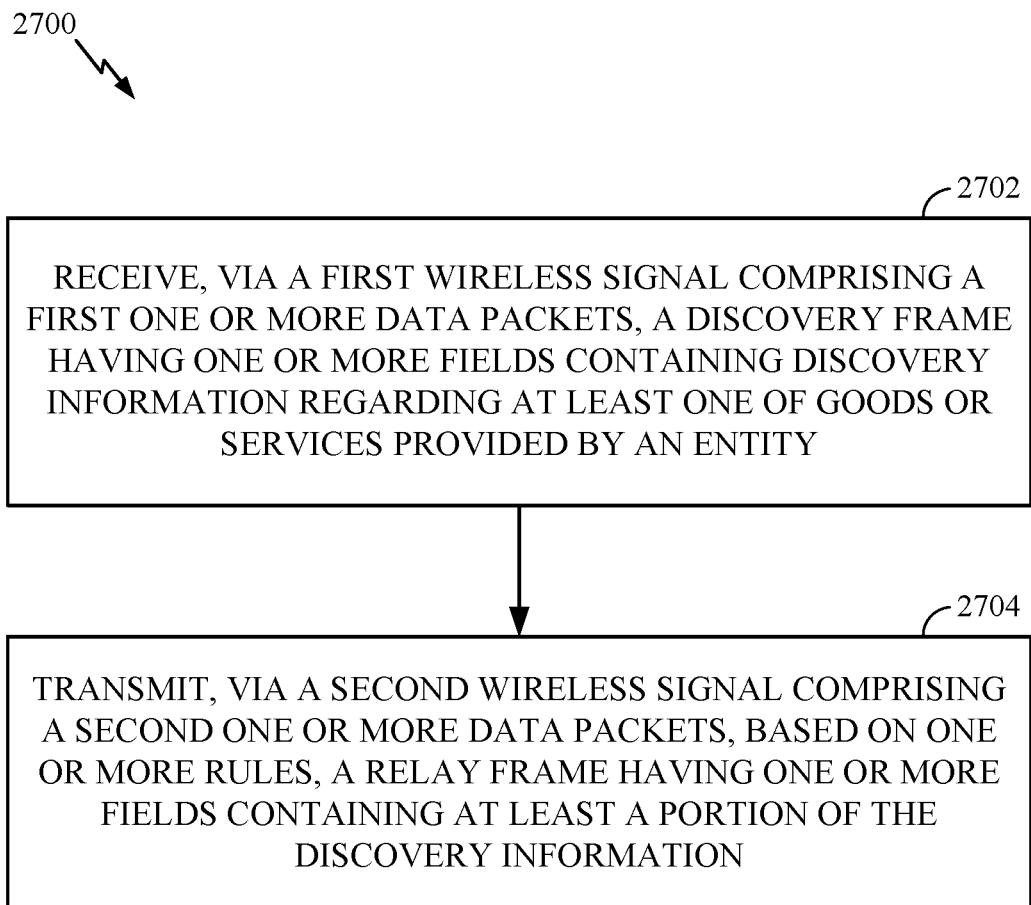 2700
2702
RECEIVE, VIA A FIRST WIRELESS SIGNAL COMPRISING A
FIRST ONE OR MORE DATA PACKETS, A DISCOVERY FRAME
HAVING ONE OR MORE FIELDS CONTAINING DISCOVERY
INFORMATION REGARDING AT LEAST ONE OF GOODS OR
SERVICES PROVIDED BY AN ENTITY
2704
TRANSMIT, VIA A SECOND WIRELESS SIGNAL COMPRISING
A SECOND ONE OR MORE DATA PACKETS, BASED ON ONE
OR MORE RULES, A RELAY FRAME HAVING ONE OR MORE
FIELDS CONTAINING AT LEAST A PORTION OF THE
DISCOVERY INFORMATION